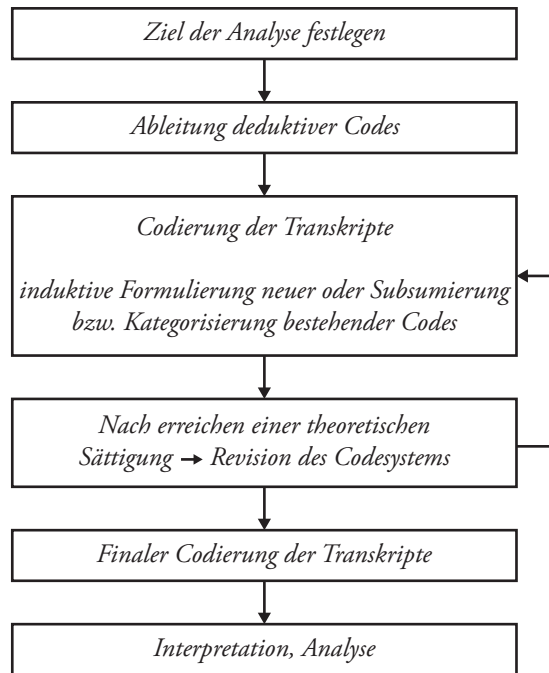 Ziel der Analyse festlegen
Ableitung deduktiver Codes
Codierung der Transkripte
induktive Formulierung neuer oder Subsumierung
bzw. Kategorisierung bestehender Codes
Nach erreichen einer theoretischen
Sättigung → Revision des Codesystems
Finaler Codierung der Transkripte
Interpretation, Analyse